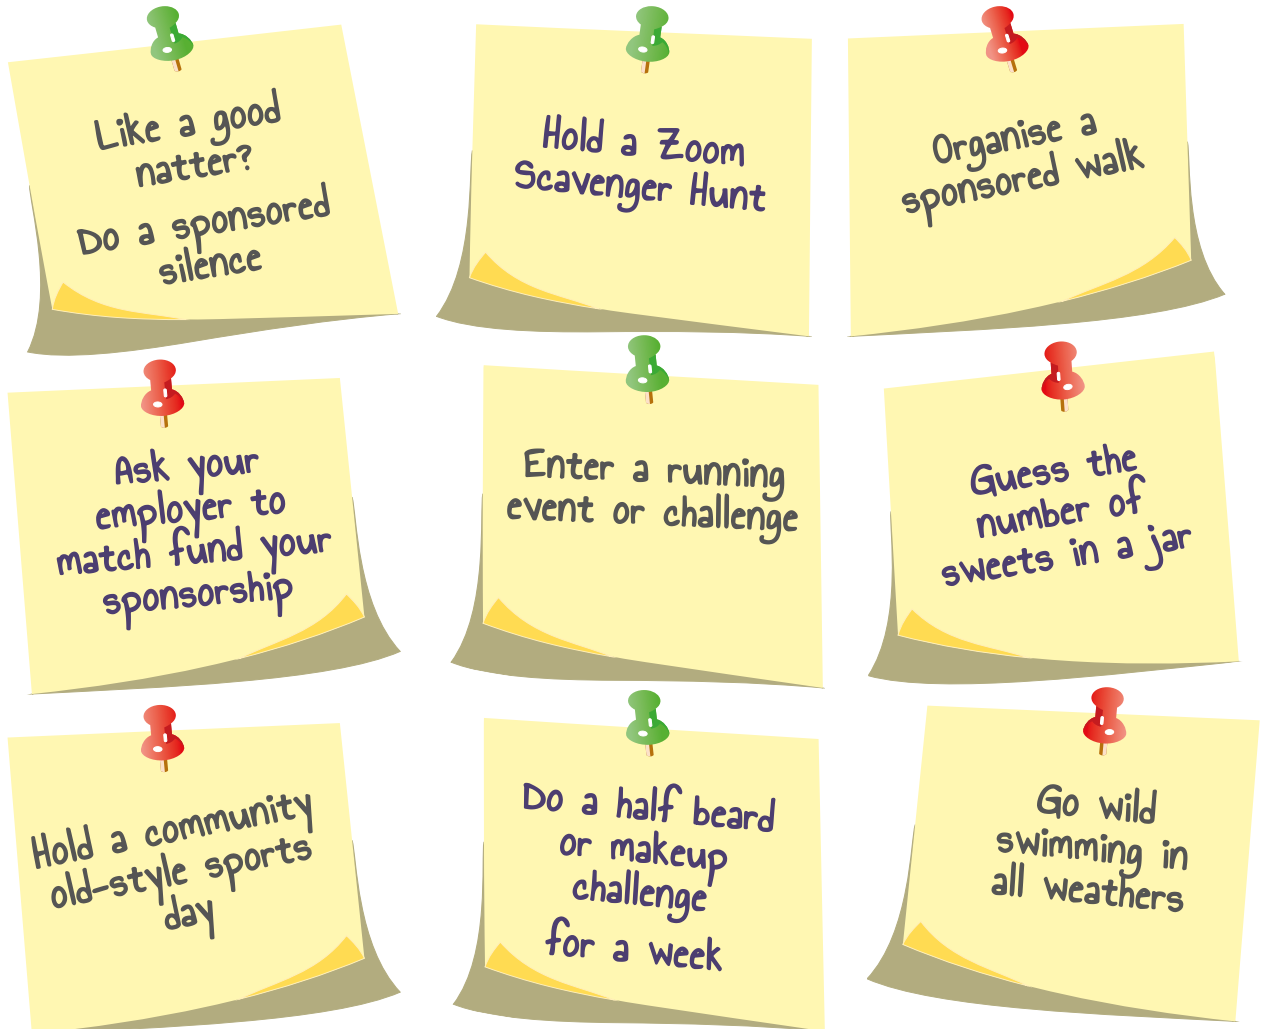 Like a good
natter?
Do a sponsored
silence
Hold a Zoom
Scavenger Hunt
Organise a
sponsored walk
Ask your
employer to
match fund your
sponsorship
Enter a running
event or challenge
Guess the
number of
sweets in a jar
Hold a community
old-style sports
day
Do a half beard
or makeup
challenge
for a week
Go wild
swimming in
all weathers